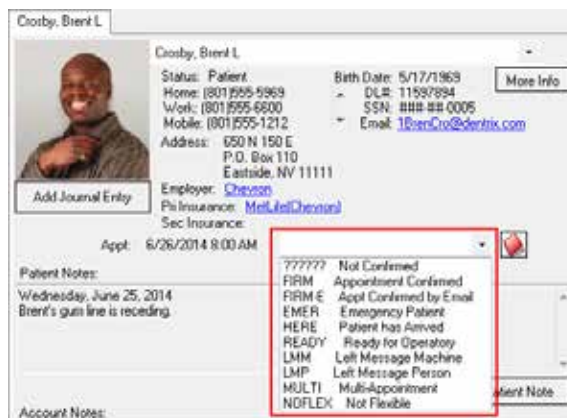 Crosby, Brent L
Crosby, Brent L
Status: Patient
Home: (801)555-5969
Work: (801)555-6600
Mobile: (801)555-1212
Birth Date: 5/17/1969
DL#: 11597894
SSN: ###-##-0005
Email: 1BrenCro@dentrix.com
More Info
Address: 650 N 150 E
P.O. Box 110
Eastside, NV 11111
Add Journal Entry
Employer: Chevron
Pri Insurance: MetLife(Chevron)
Sec Insurance:
Appt: 6/26/2014 8:00 AM
Patient Notes:
Wednesday, June 25, 2014
Brent's gum line is receding.
?????? Not Confirmed
FIRM Appointment Confirmed
FIRM-E Appt Confirmed by Email
EMER Emergency Patient
HERE Patient has Arrived
READY Ready for Operatory
LMM Left Message Machine
LMP Left Message Person
MULTI Multi-Appointment
NOFLEX Not Flexible
atient Note
Account Notes: